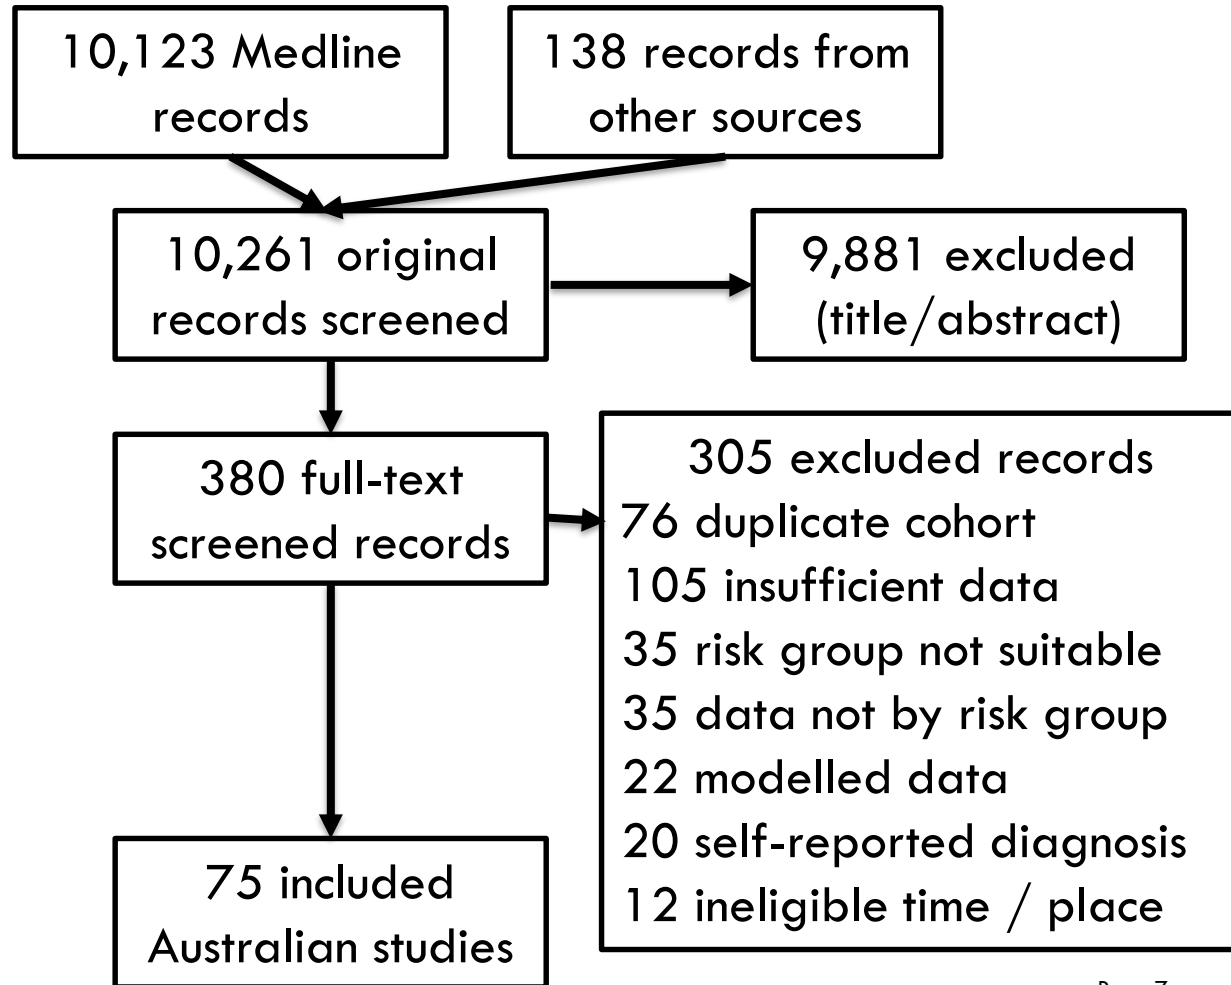 10,123 Medline
records
138 records from
other sources
10,261 original
records screened
9,881 excluded
(title/abstract)
380 full-text
screened records
305 excluded records
76 duplicate cohort
105 insufficient data
35 risk group not suitable
35 data not by risk group
22 modelled data
20 self-reported diagnosis
12 ineligible time / place
75 included
Australian studies